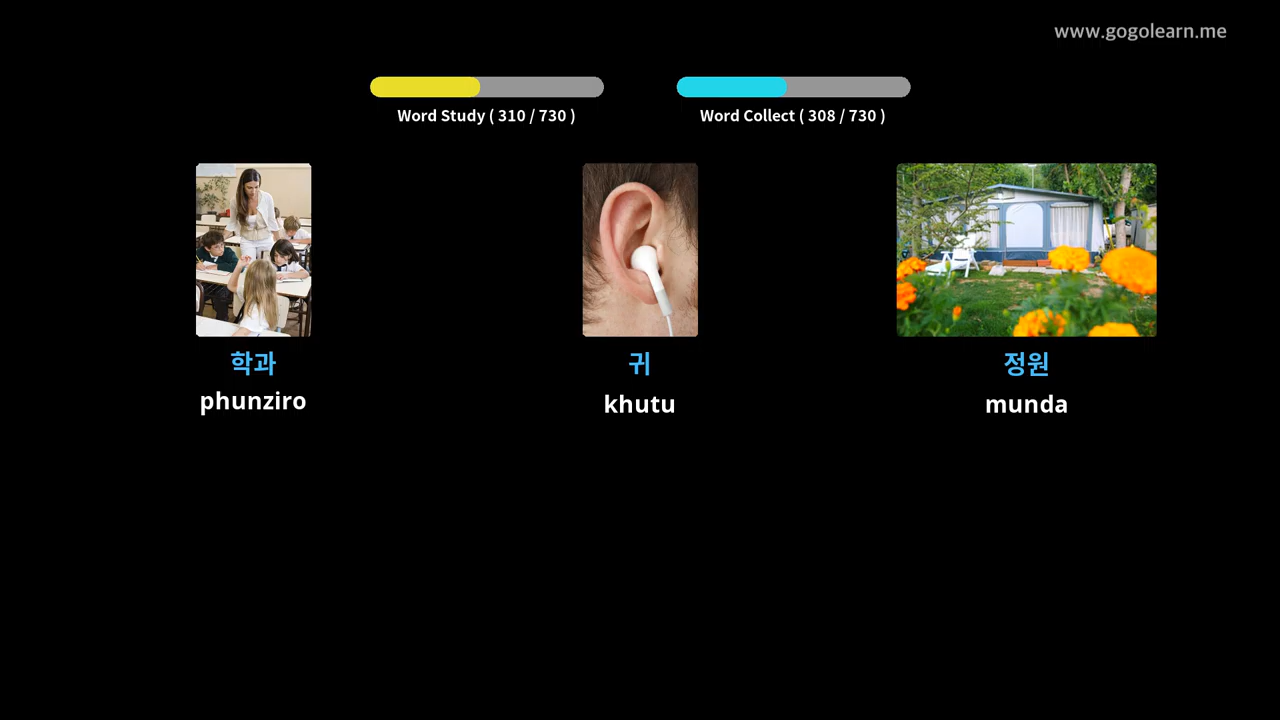 www.gogolearn.me
Word Study ( 310 / 730 )
Word Collect ( 308 / 730 )
학과
phunziro
귀
khutu
정원
munda